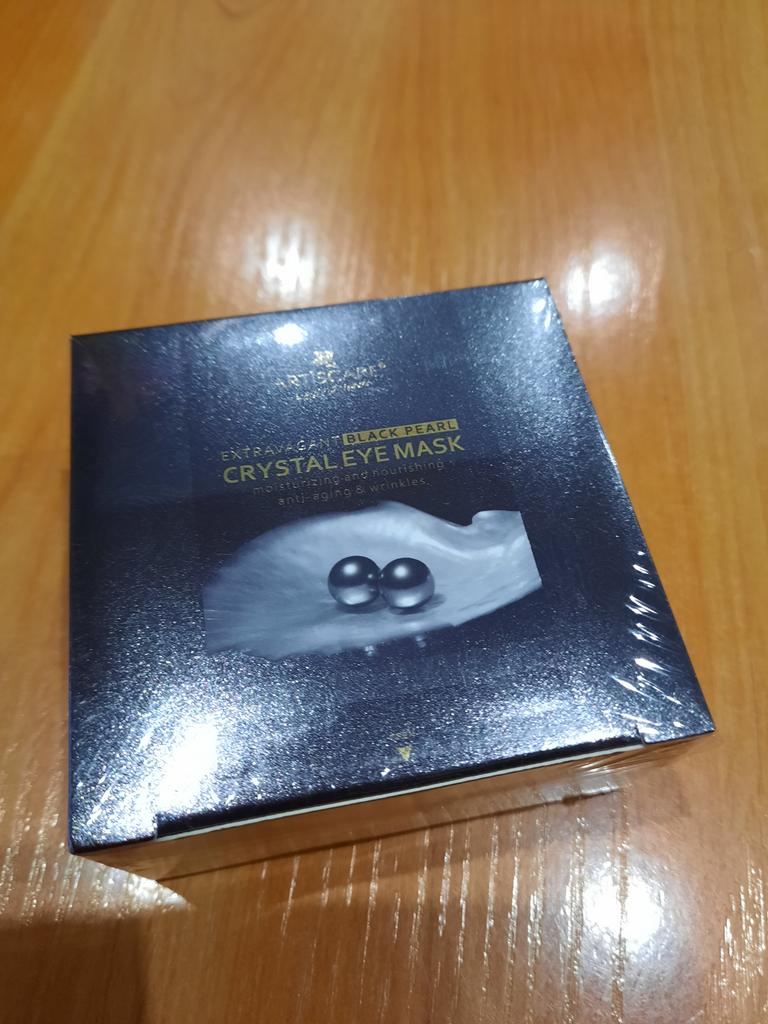 ARTISCARE®
EXTRAVAGANT BLACK PEARL
CRYSTAL EYE MASK
moisturizing and nourishing
anti-aging & wrinkles